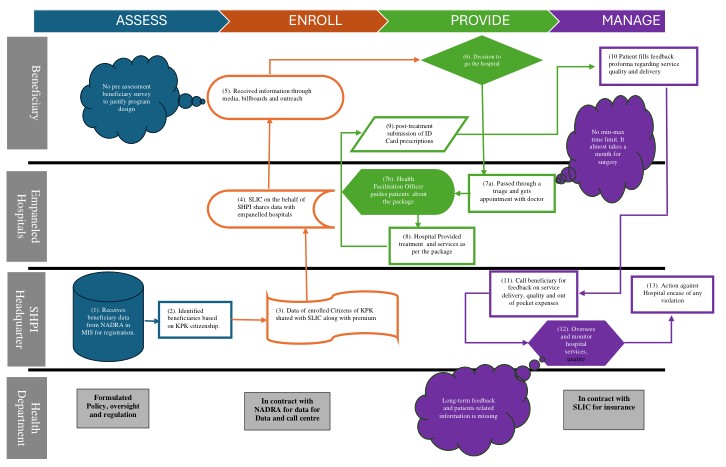 ASSESS
ENROLL
PROVIDE
MANAGE
Beneficiary
No pre assessment
beneficiary survey
to justify program
design
(5). Received information through
media, billboards and outreach
(6). Decision to
go the hospital
(10 Patient fills feedback
proforma regarding service
quality and delivery
(9).post-treatment
submission of ID
Card prescriptions
No min-max
time limit. It
almost takes a
month for
surgery
Empaneled
Hospitals
(4). SLIC on the behalf of
SHPI shares data with
empanelled hospitals
(7b). Health
Facilitation Officer
guides patients about
the package
(7a). Passed through a
triage and gets
appointment with doctor
(8). Hospital Provided
treatment and services as
per the package
SHPI
Headquarter
(1). Receives
beneficiary data
from NADRA in
MIS for registration.
(2). Identified
beneficiaries based
on KPK citizenship.
(3). Data of enrolled Citizens of KPK
shared with SLIC along with premium
(11). Call beneficiary for
feedback on service
delivery, quality and out
of pocket expenses
(13). Action against
Hospital encase of any
violation
(12). Oversees
and monitor
hospital
services,
quality
Health
Department
Formulated
Policy, oversight
and regulation
In contract with
NADRA for data for
Data and call centre
Long-term feedback
and patients related
information is missing
In contract with
SLIC for insurance